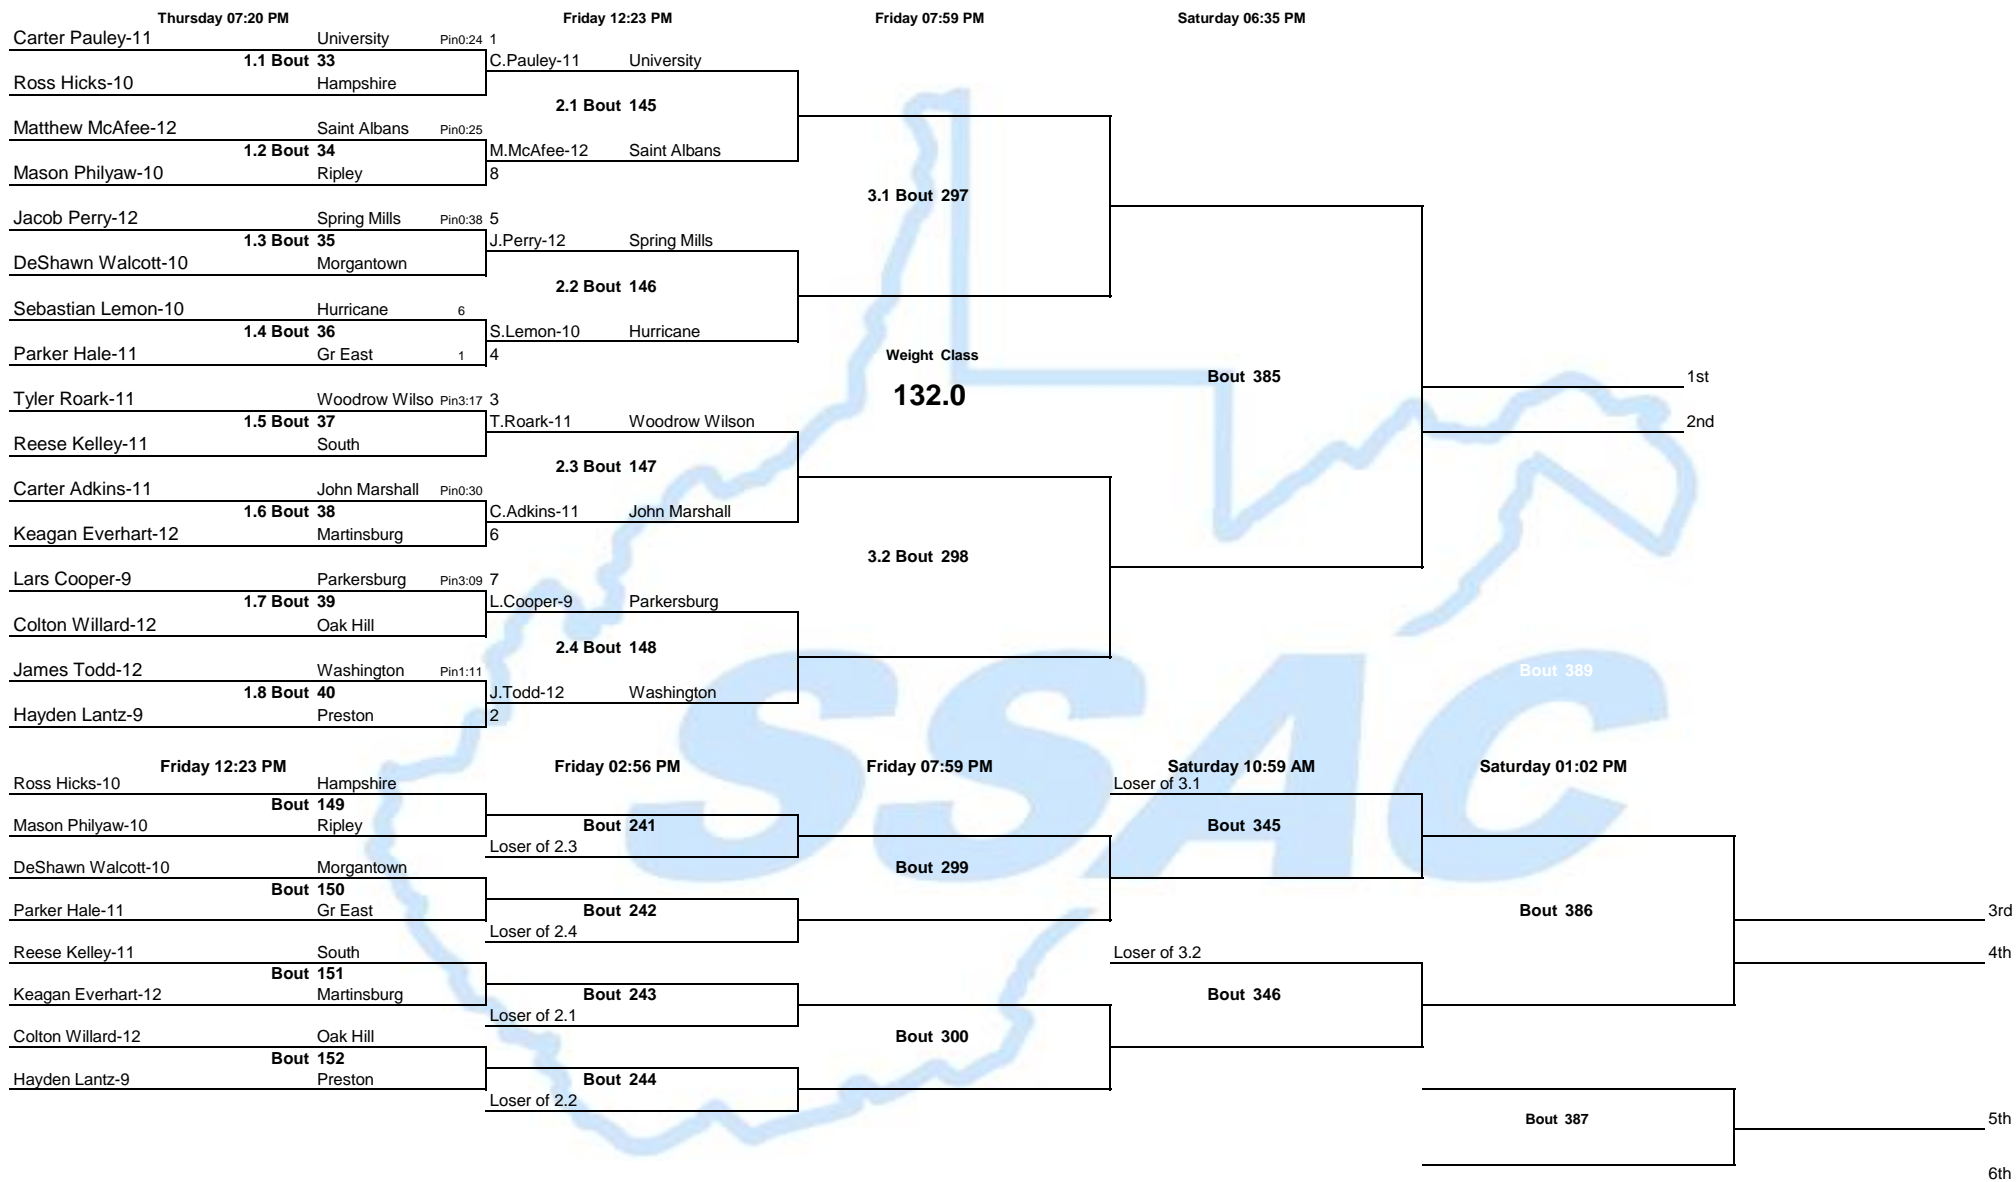 Thursday 07:20 PM Friday 12:23 PM Friday 07:59 PM Saturday 06:35 PM
Carter Pauley-11 University Pin0:24 1
1.1 Bout 33 C.Pauley-11 University
Ross Hicks-10 Hampshire
2.1 Bout 145
Matthew McAfee-12 Saint Albans Pin0:25
1.2 Bout 34 M.McAfee-12 Saint Albans
Mason Philyaw-10 Ripley 8
3.1 Bout 297
Jacob Perry-12 Spring Mills Pin0:38 5
1.3 Bout 35 J.Perry-12 Spring Mills
DeShawn Walcott-10 Morgantown
2.2 Bout 146
Sebastian Lemon-10 Hurricane 6
1.4 Bout 36 S.Lemon-10 Hurricane
Parker Hale-11 Gr East 1 4 Weight Class
Bout 385 1st
Tyler Roark-11 Woodrow Wilso Pin3:17 3 132.0
1.5 Bout 37 T.Roark-11 Woodrow Wilson 2nd
Reese Kelley-11 South
2.3 Bout 147
Carter Adkins-11 John Marshall Pin0:30
1.6 Bout 38 C.Adkins-11 John Marshall
Keagan Everhart-12 Martinsburg 6
3.2 Bout 298
Lars Cooper-9 Parkersburg Pin3:09 7
1.7 Bout 39 L.Cooper-9 Parkersburg
Colton Willard-12 Oak Hill
2.4 Bout 148
James Todd-12 Washington Pin1:11 Bout 389
1.8 Bout 40 J.Todd-12 Washington
Hayden Lantz-9 Preston 2
SSAC
Friday 12:23 PM Friday 02:56 PM Friday 07:59 PM Saturday 10:59 AM Saturday 01:02 PM
Ross Hicks-10 Hampshire Loser of 3.1
Bout 149
Mason Philyaw-10 Ripley Bout 241 Bout 345
Loser of 2.3
DeShawn Walcott-10 Morgantown Bout 299
Bout 150
Parker Hale-11 Gr East Bout 242 Bout 386 3rd
Loser of 2.4
Reese Kelley-11 South Loser of 3.2 4th
Bout 151
Keagan Everhart-12 Martinsburg Bout 243 Bout 346
Loser of 2.1
Colton Willard-12 Oak Hill Bout 300
Bout 152
Hayden Lantz-9 Preston Bout 244
Loser of 2.2
Bout 387 5th
6th